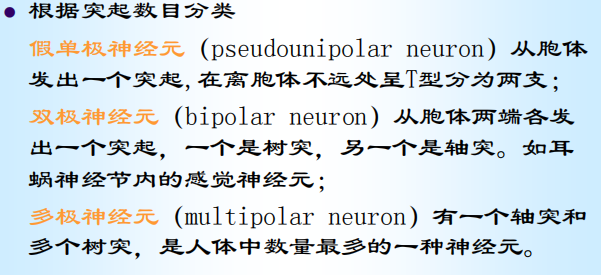 ● 根据突起数目分类
假单极神经元（pseudounipolar neuron）从胞体
发出一个突起,在离胞体不远处呈T型分为两支；
双极神经元（bipolar neuron）从胞体两端各发
出一个突起，一个是树突，另一个是轴突。如耳
蜗神经节内的感觉神经元；
多极神经元（multipolar neuron）有一个轴突和
多个树突，是人体中数量最多的一种神经元。